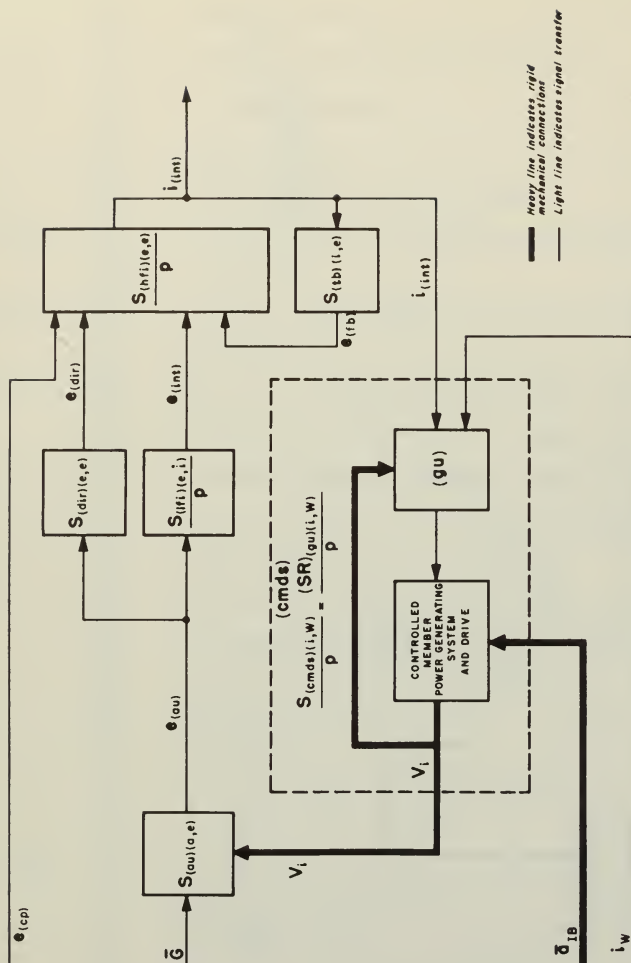 e(cp)
e(dir)
S(dir)(e,e)
S(hfi)(e,e)
p
i(int)
e(int)
S(lfi)(e,i)
p
S(tb)(i,e)
e(fb)
e(au)
i(int)
S(au)(a,e)
G̅
(cmds)
S(cmds)(i,W)
p
=
(SR)(gu)(i,W)
p
(gu)
CONTROLLED
MEMBER
POWER GENERATING
SYSTEM
AND DRIVE
Vi
Vi
a̅IB
iW
Heavy line indicates rigid
mechanical connections
Light line indicates signal transfer